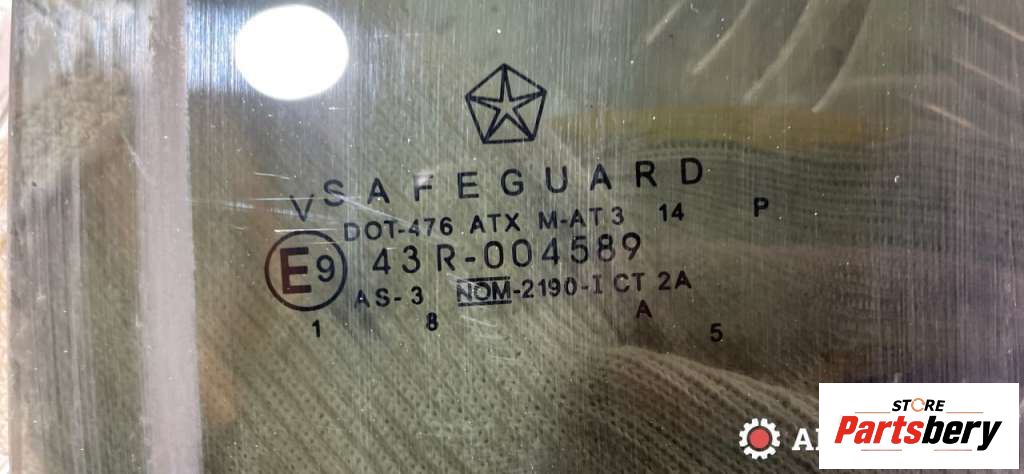 SAFEGUARD
V
DOT-476 ATX M-AT3 14 P
E9 43R-004589
AS-3 NOM-2190-I CT 2A
1 8 A 5
STORE
Partsbery